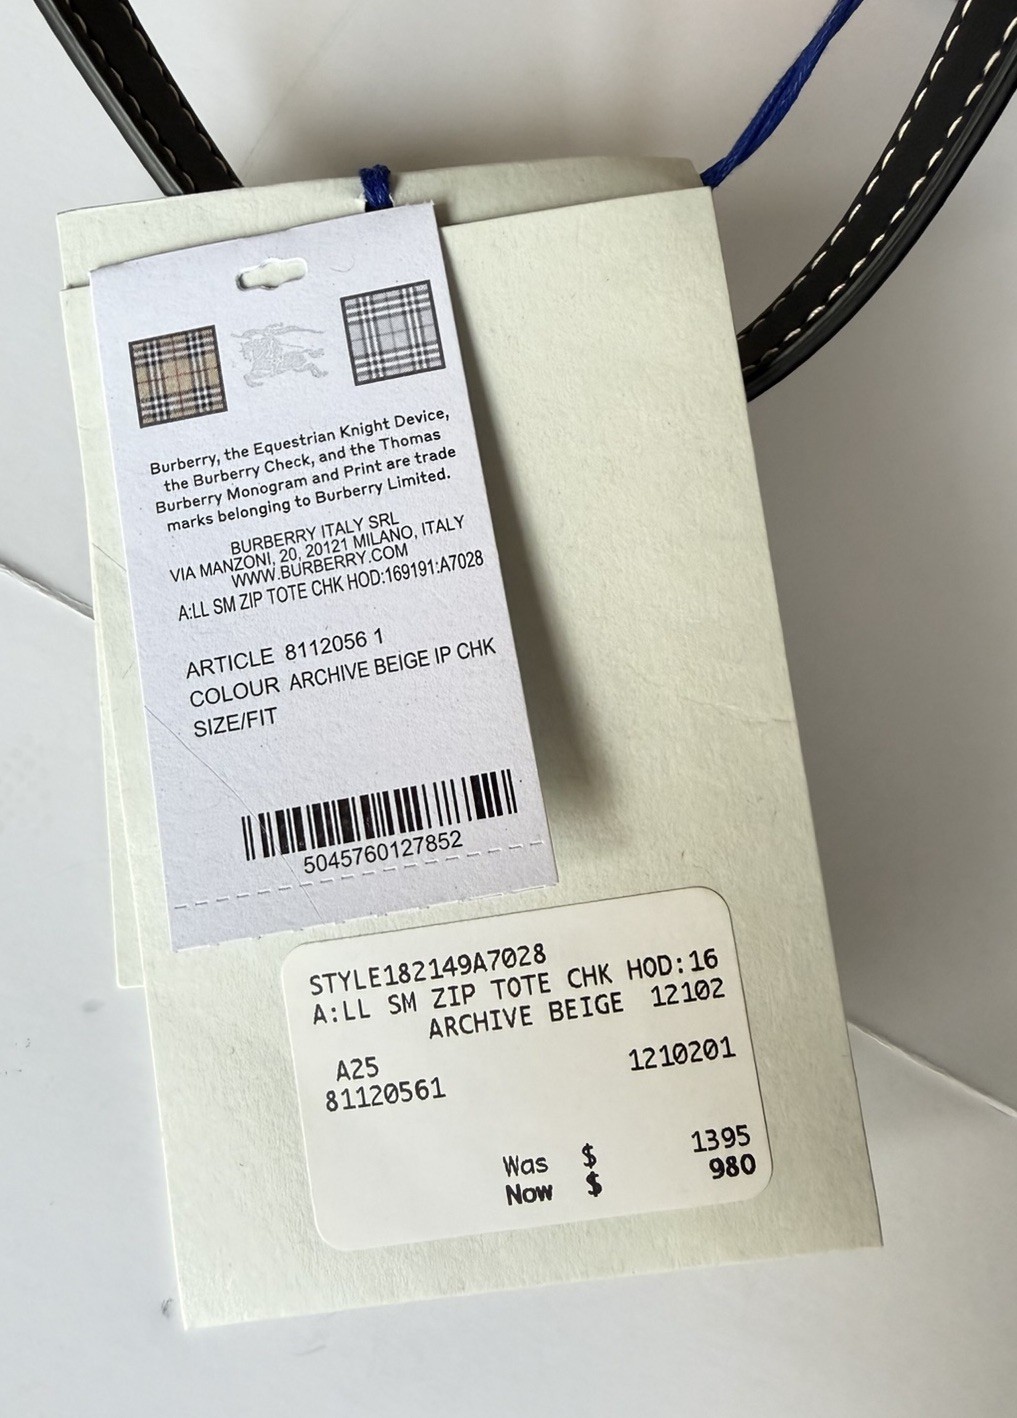 Burberry, the Equestrian Knight Device,
the Burberry Check, and the Thomas
Burberry Monogram and Print are trade
marks belonging to Burberry Limited.
BURBERRY ITALY SRL
VIA MANZONI, 20, 20121 MILANO, ITALY
WWW.BURBERRY.COM
A:LL SM ZIP TOTE CHK HOD:169191:A7028
ARTICLE 8112056 1
COLOUR ARCHIVE BEIGE IP CHK
SIZE/FIT
5045760127852
STYLE182149A7028
A:LL SM ZIP TOTE CHK HOD:16
ARCHIVE BEIGE 12102
A25 1210201
81120561
Was $ 1395
Now $ 980